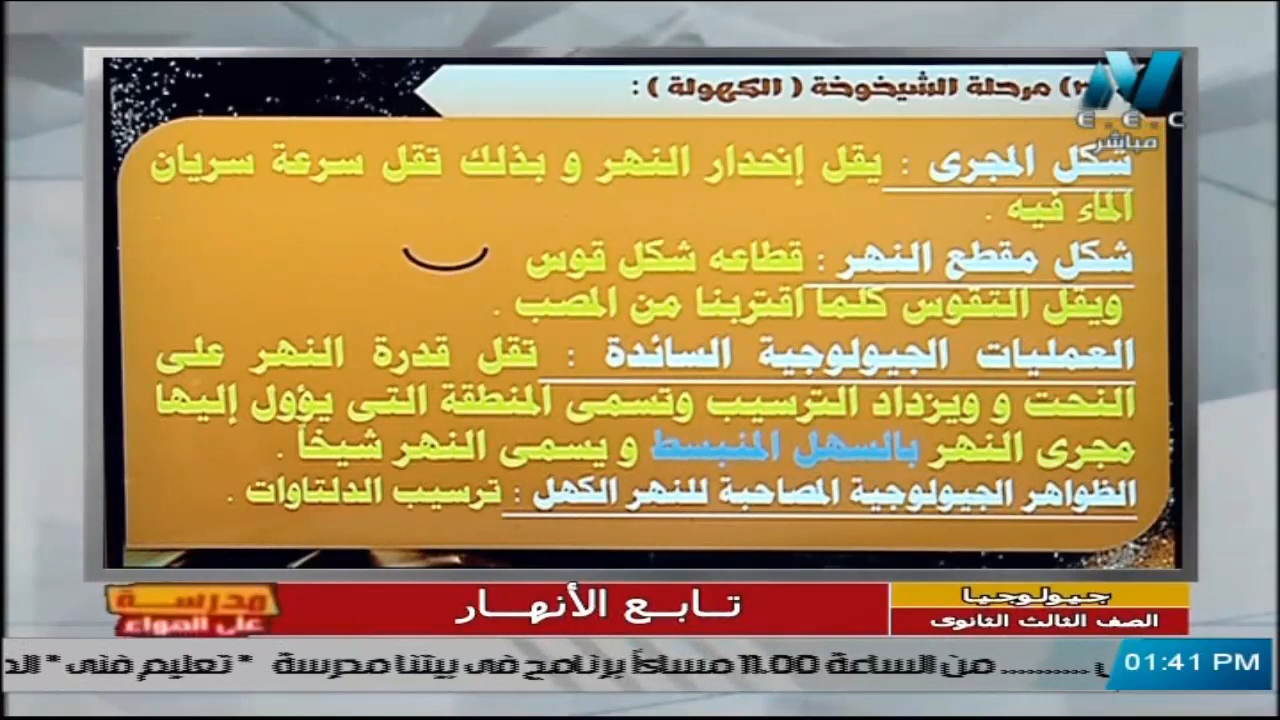 ٣) مرحلة الشيخوخة ( الكهولة ) :
E.E.C
مباشر
شكل المجرى : يقل إنحدار النهر و بذلك تقل سرعة سريان
الماء فيه .
شكل مقطع النهر : قطاعه شكل قوس
ويقل التقوس كلما اقتربنا من المصب .
العمليات الجيولوجية السائدة : تقل قدرة النهر على
النحت و ويزداد الترسيب وتسمى المنطقة التى يؤول إليها
مجرى النهر بالسهل المنبسط و يسمى النهر شيخاً .
الظواهر الجيولوجية المصاحبة للنهر الكهل : ترسيب الدلتاوات .
جيولوجيا
الصف الثالث الثانوى
تابع الأنهار
مدرسة
على الهواء
.......... من الساعة 11.00 مساءاً برنامج فى بيتنا مدرسة * تعليم فنى *
01:41 PM